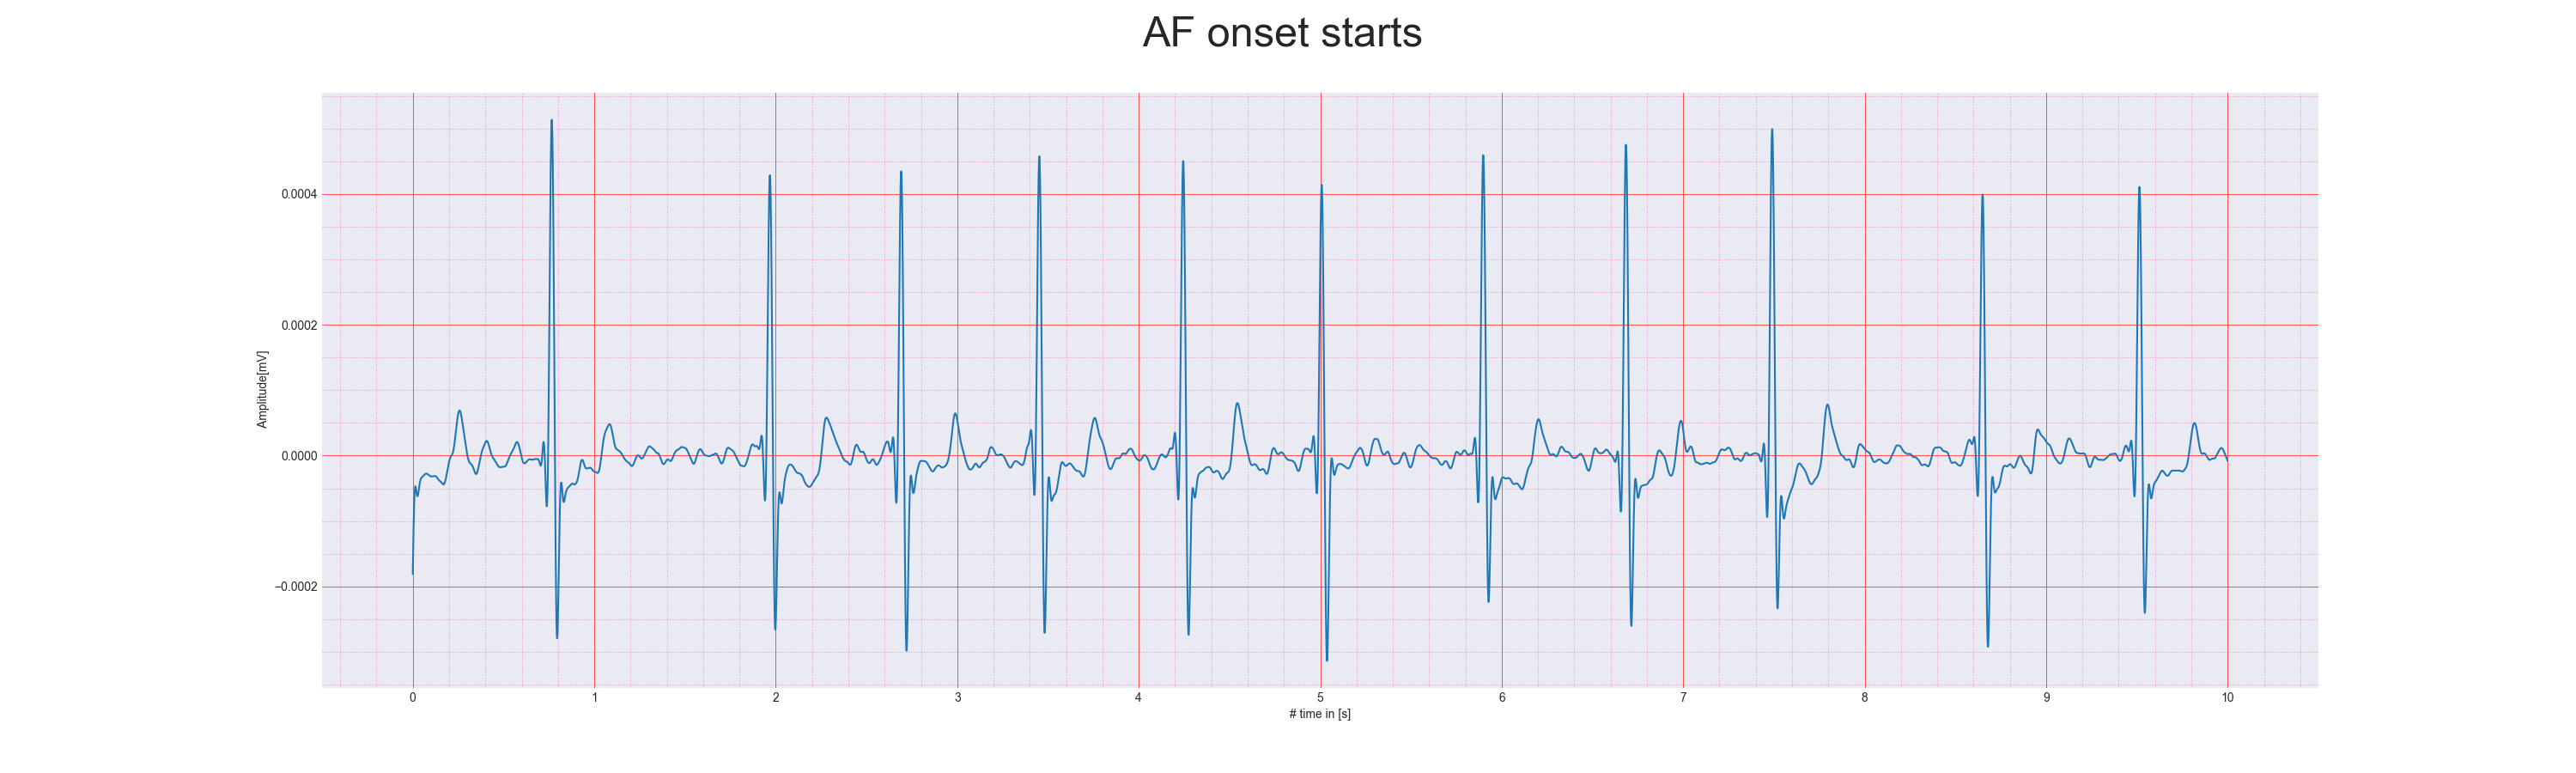 AF onset starts
0.0004
0.0002
0.0000
−0.0002
Amplitude[mV]
0 1 2 3 4 5 6 7 8 9 10
# time in [s]